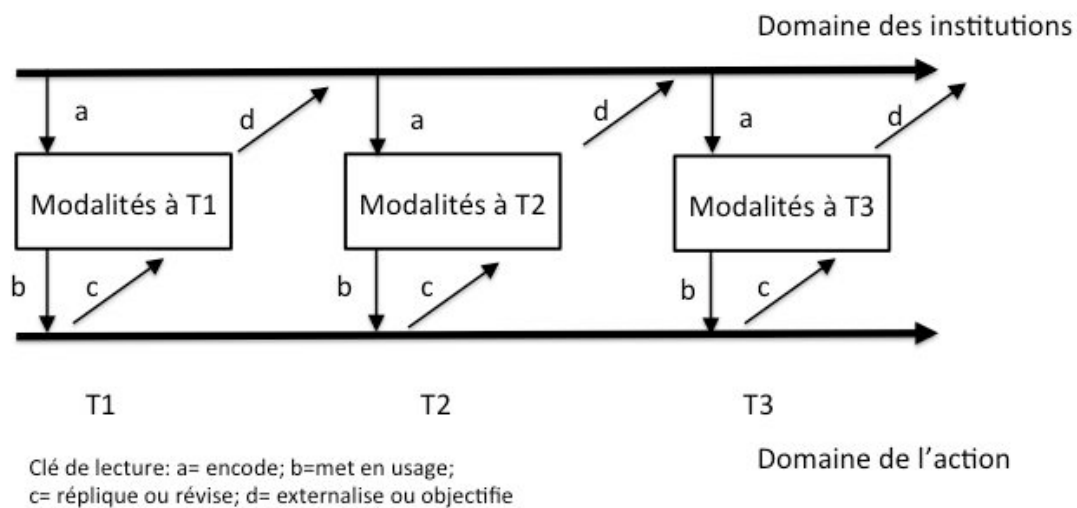 Domaine des institutions
a
d
a
d
a
d
Modalités à T1
Modalités à T2
Modalités à T3
b
c
b
c
b
c
T1
T2
T3
Domaine de l'action
Clé de lecture: a= encode; b=met en usage;
c= réplique ou révise; d= externalise ou objectifie